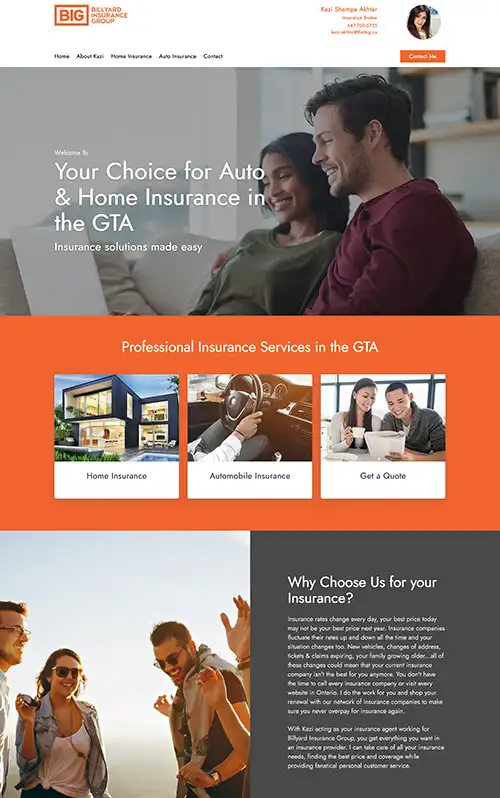 BIG BILLYARD
INSURANCE
GROUP
Kazi Shampa Akhtar
Insurance Broker
Home About Kazi Home Insurance Auto Insurance Contact
Contact Me
Welcome To
Your Choice for Auto
& Home Insurance in
the GTA
Insurance solutions made easy
Professional Insurance Services in the GTA
Home Insurance
Automobile Insurance
Get a Quote
Why Choose Us for your
Insurance?
Insurance rates change every day, your best price today
may not be your best price next year. Insurance companies
fluctuate their rates up and down all the time and your
situation changes too. New vehicles, changes of address,
tickets & claims expiring, your family growing older...all of
these changes could mean that your current insurance
company isn't the best for you anymore. You don't have
the time to call every insurance company or visit every
website in Ontario. I do the work for you and shop your
renewal with our network of insurance companies to make
sure you never overpay for insurance again.
With Kazi acting as your insurance agent working for
Billyard Insurance Group, you get everything you want in
an insurance provider. I can take care of all your insurance
needs, finding the best price and coverage while
providing fanatical personal customer service.